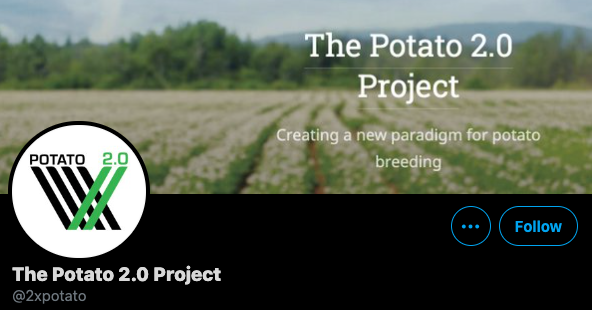 The Potato 2.0
Project
Creating a new paradigm for potato
breeding
POTATO 2.0
Follow
The Potato 2.0 Project
@2xpotato